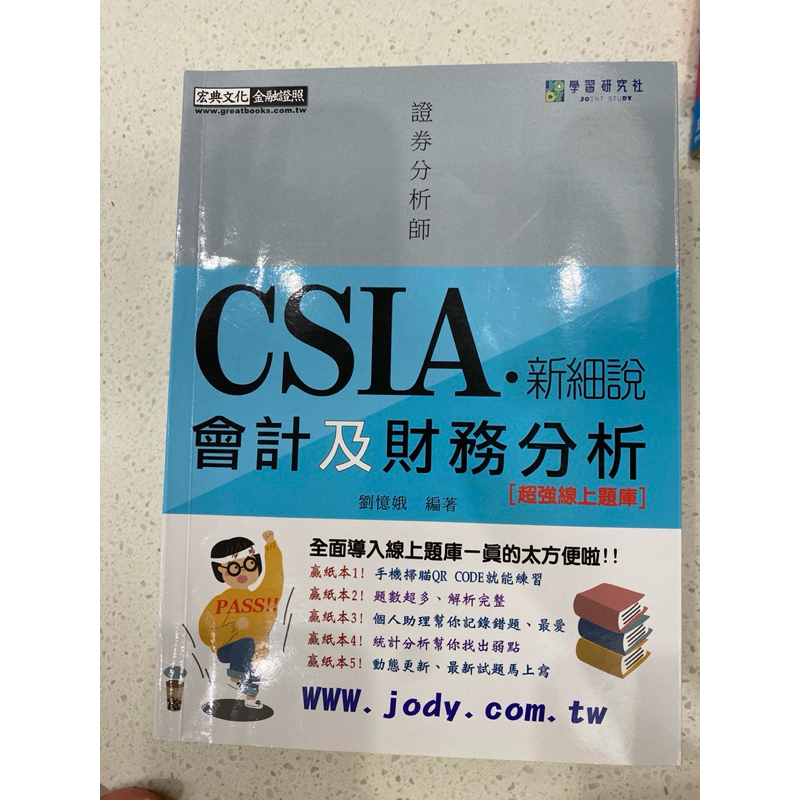 宏典文化 金融證照
www.greatbooks.com.tw
學習研究社
JOINT STUDY
證券分析師
CSIA·新細說
會計及財務分析
[超強線上題庫]
劉憶娥 編著
全面導入線上題庫—真的太方便啦!!
贏紙本1! 手機掃瞄QR CODE就能練習
贏紙本2! 題數超多、解析完整
贏紙本3! 個人助理幫你記錄錯題、最愛
贏紙本4! 統計分析幫你找出弱點
贏紙本5! 動態更新、最新試題馬上寫
PASS!!
WWW.jody.com.tw